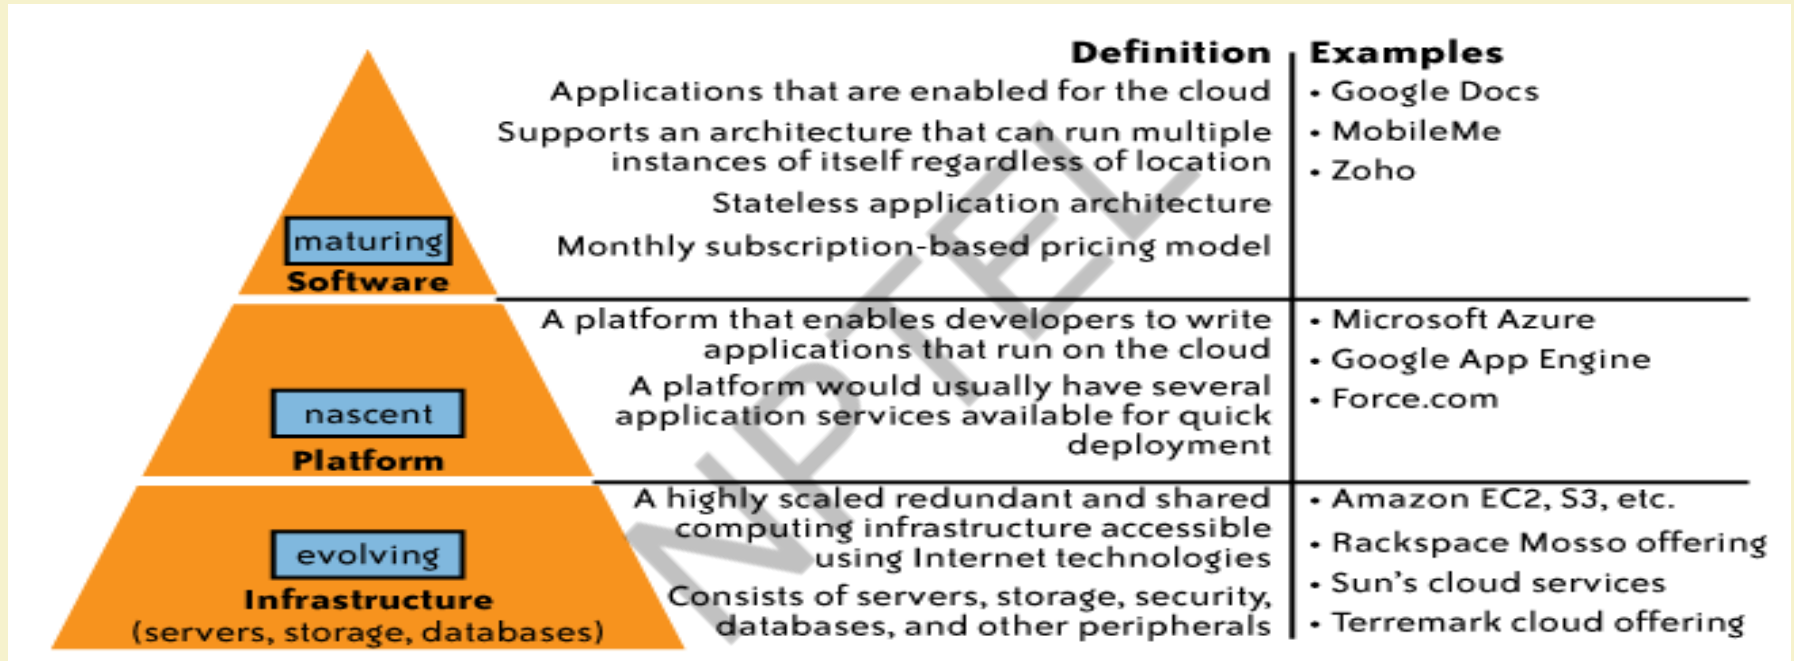 Definition
Examples
Applications that are enabled for the cloud
Supports an architecture that can run multiple
instances of itself regardless of location
Stateless application architecture
Monthly subscription-based pricing model
• Google Docs
• MobileMe
• Zoho
maturing
Software
A platform that enables developers to write
applications that run on the cloud
A platform would usually have several
application services available for quick
deployment
• Microsoft Azure
• Google App Engine
• Force.com
nascent
Platform
A highly scaled redundant and shared
computing infrastructure accessible
using Internet technologies
Consists of servers, storage, security,
databases, and other peripherals
• Amazon EC2, S3, etc.
• Rackspace Mosso offering
• Sun's cloud services
• Terremark cloud offering
evolving
Infrastructure
(servers, storage, databases)
NPTEL